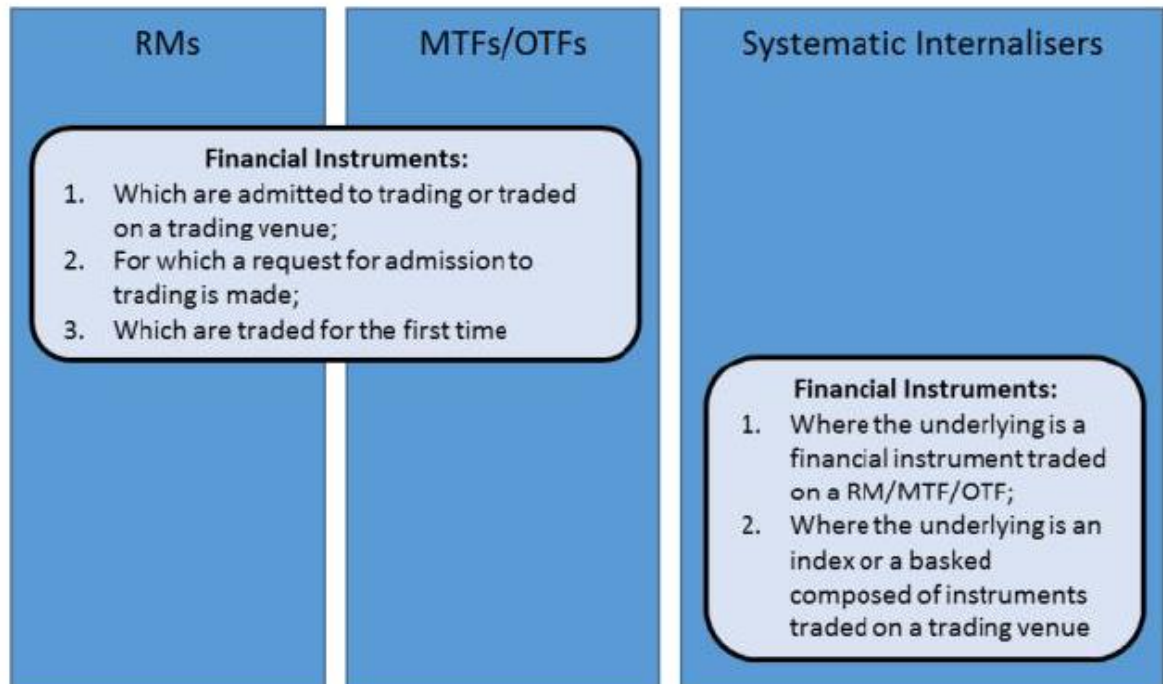 RMs
MTFs/OTFs
Systematic Internalisers
Financial Instruments:
1. Which are admitted to trading or traded
on a trading venue;
2. For which a request for admission to
trading is made;
3. Which are traded for the first time
Financial Instruments:
1. Where the underlying is a
financial instrument traded
on a RM/MTF/OTF;
2. Where the underlying is an
index or a basked
composed of instruments
traded on a trading venue